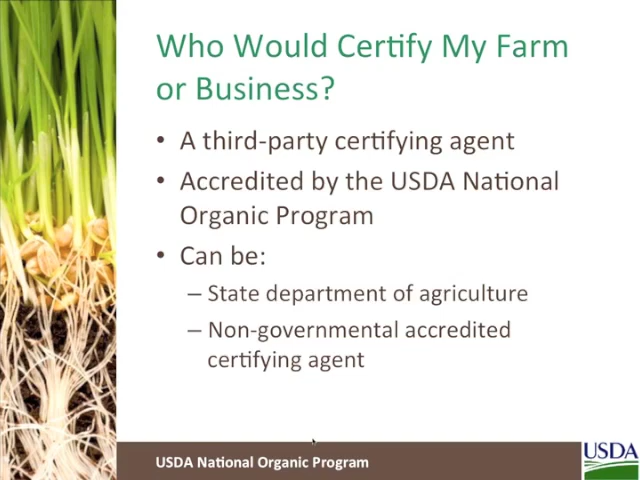 Who Would Certify My Farm
or Business?
• A third-party certifying agent
• Accredited by the USDA National
Organic Program
• Can be:
– State department of agriculture
– Non-governmental accredited
certifying agent
USDA National Organic Program
USDA